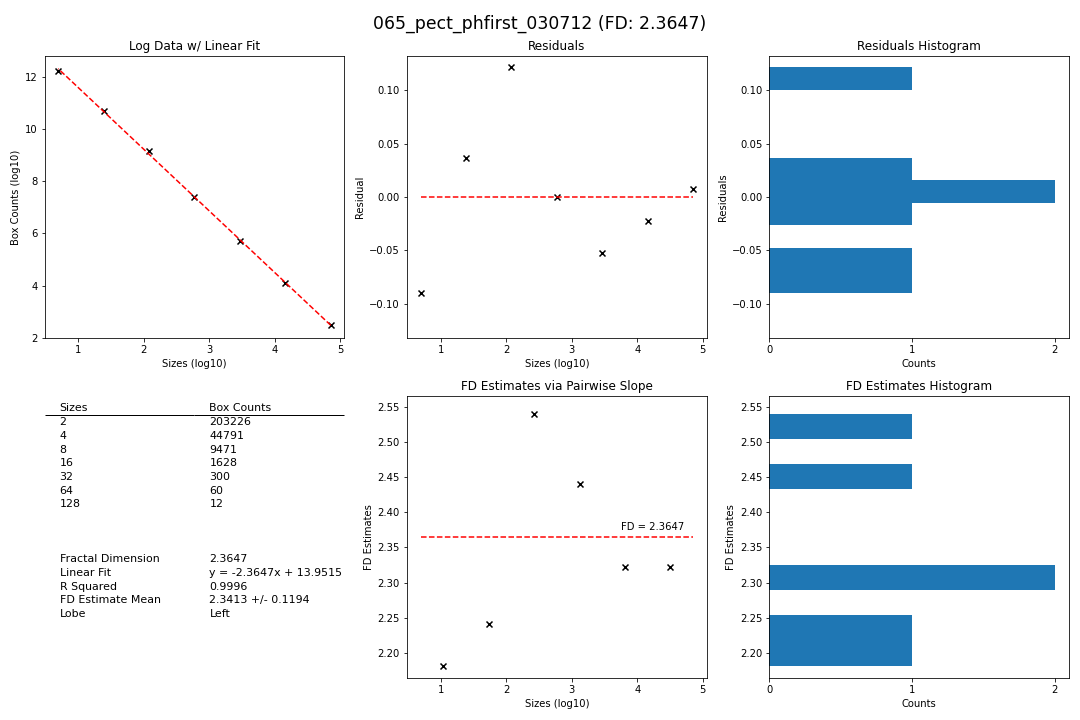 065_pect_phfirst_030712 (FD: 2.3647)
Log Data w/ Linear Fit
12
10
8
6
4
2
Box Counts (log10)
1
2
3
4
5
Sizes (log10)
Residuals
0.10
0.05
0.00
−0.05
−0.10
Residual
1
2
3
4
5
Sizes (log10)
Residuals Histogram
0.10
0.05
0.00
−0.05
−0.10
Residuals
0
1
2
Counts
Sizes Box Counts
2 203226
4 44791
8 9471
16 1628
32 300
64 60
128 12
Fractal Dimension 2.3647
Linear Fit y = -2.3647x + 13.9515
R Squared 0.9996
FD Estimate Mean 2.3413 +/- 0.1194
Lobe Left
FD Estimates via Pairwise Slope
2.55
2.50
2.45
2.40
2.35
2.30
2.25
2.20
FD Estimates
FD = 2.3647
1
2
3
4
5
Sizes (log10)
FD Estimates Histogram
2.55
2.50
2.45
2.40
2.35
2.30
2.25
2.20
FD Estimates
0
1
2
Counts